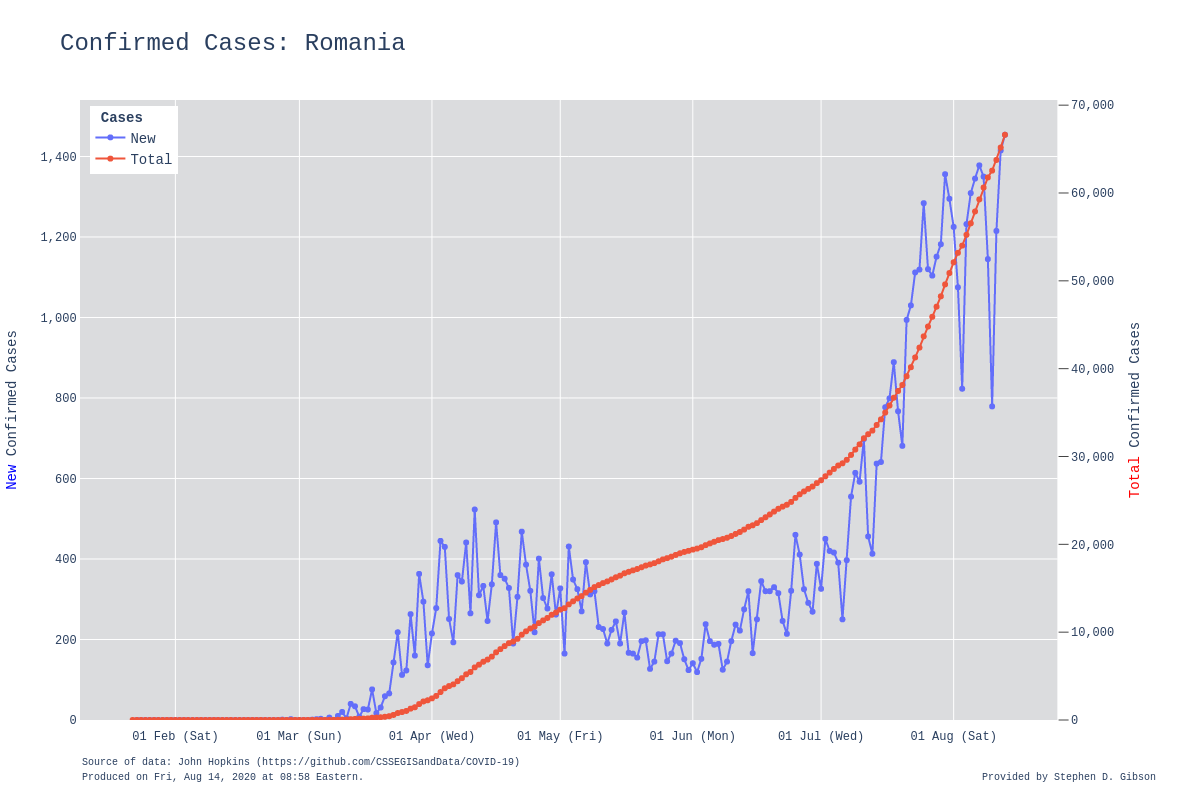 Confirmed Cases: Romania
Cases
New
Total
1,400
1,200
1,000
800
600
400
200
0
New Confirmed Cases
70,000
60,000
50,000
40,000
30,000
20,000
10,000
0
Total Confirmed Cases
01 Feb (Sat)
01 Mar (Sun)
01 Apr (Wed)
01 May (Fri)
01 Jun (Mon)
01 Jul (Wed)
01 Aug (Sat)
Source of data: John Hopkins (https://github.com/CSSEGISandData/COVID-19)
Produced on Fri, Aug 14, 2020 at 08:58 Eastern.
Provided by Stephen D. Gibson